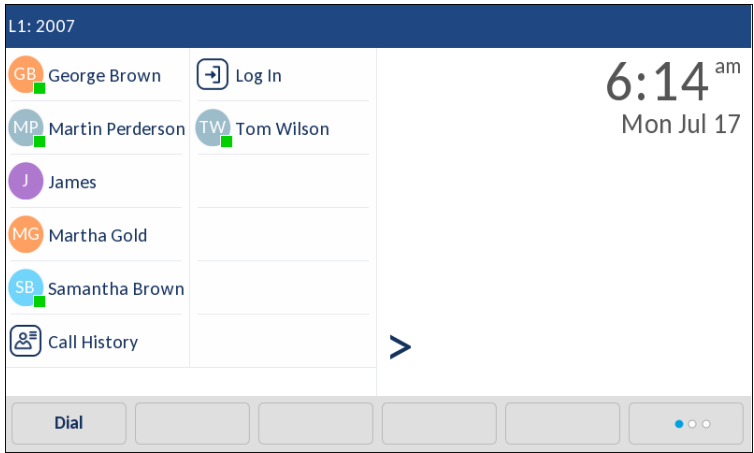 L1: 2007
GB George Brown
MP Martin Perderson
J James
MG Martha Gold
SB Samantha Brown
Call History
Log In
TW Tom Wilson
6:14 am
Mon Jul 17
>
Dial